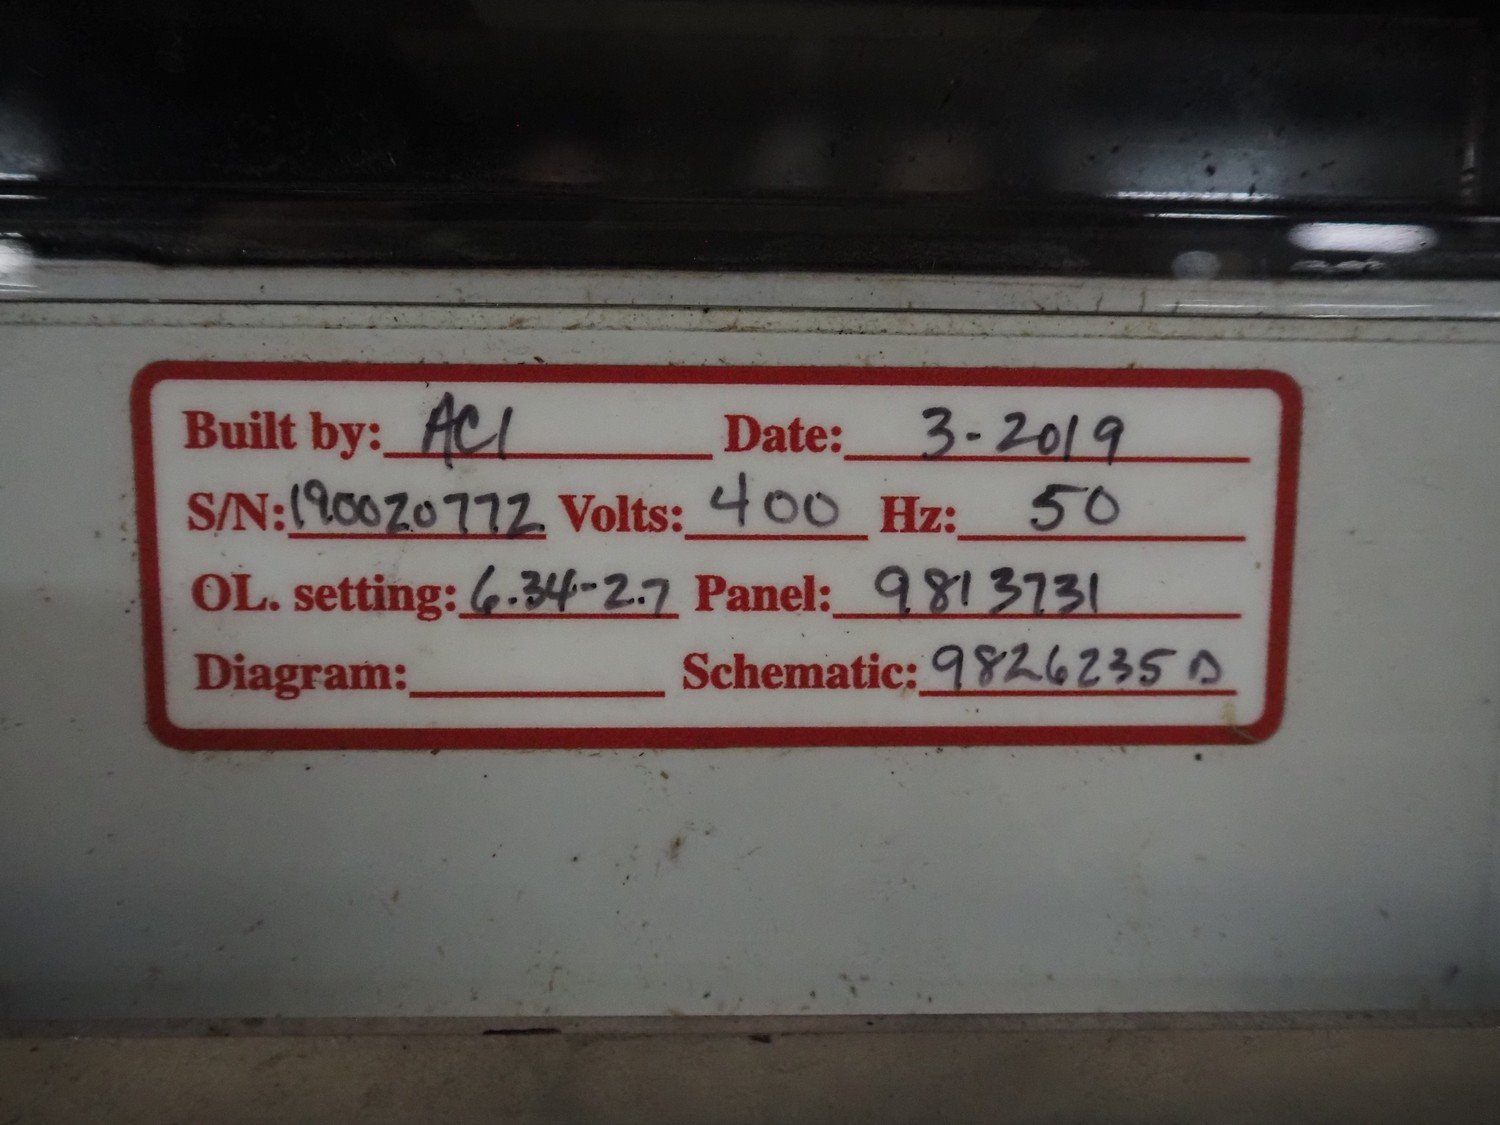 Built by: ACI Date: 3-2019
S/N: 190020772 Volts: 400 Hz: 50
OL. setting: 6.34-2.7 Panel: 9813731
Diagram: Schematic: 9826235 D